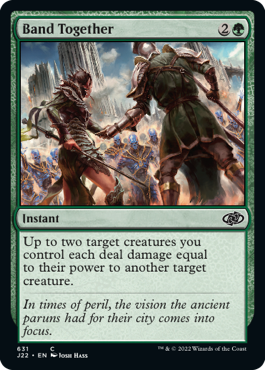 Band Together 2
Instant
Up to two target creatures you
control each deal damage equal
to their power to another target
creature.
In times of peril, the vision the ancient
paruns had for their city comes into
focus.
631 C
J22 • EN Josh Hass
™ & © 2022 Wizards of the Coast